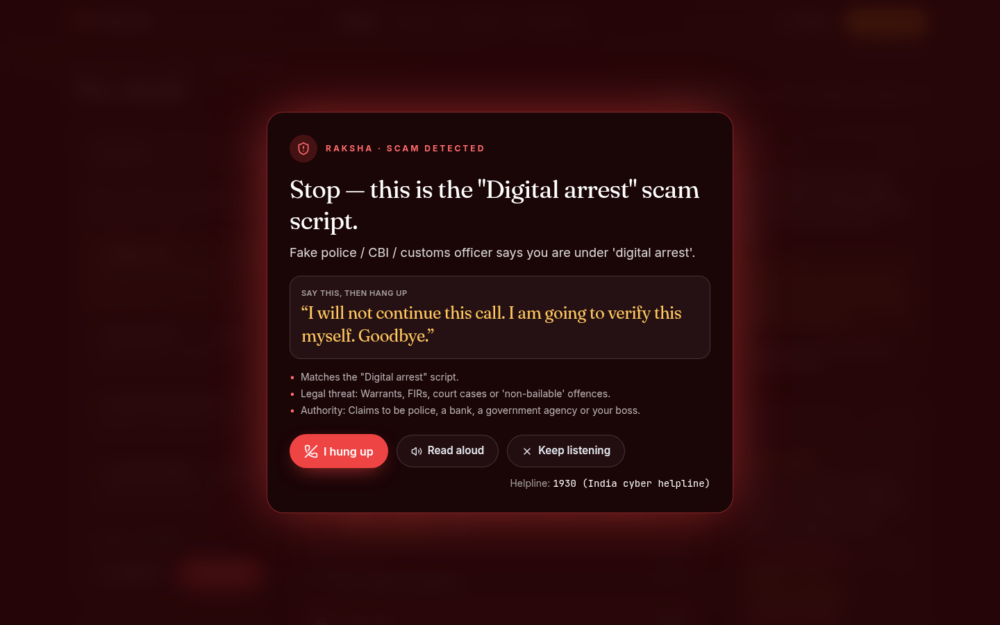 RAKSHA · SCAM DETECTED
Stop — this is the "Digital arrest" scam
script.
Fake police / CBI / customs officer says you are under 'digital arrest'.
SAY THIS, THEN HANG UP
“I will not continue this call. I am going to verify this
myself. Goodbye.”
• Matches the "Digital arrest" script.
• Legal threat: Warrants, FIRs, court cases or 'non-bailable' offences.
• Authority: Claims to be police, a bank, a government agency or your boss.
I hung up Read aloud Keep listening
Helpline: 1930 (India cyber helpline)